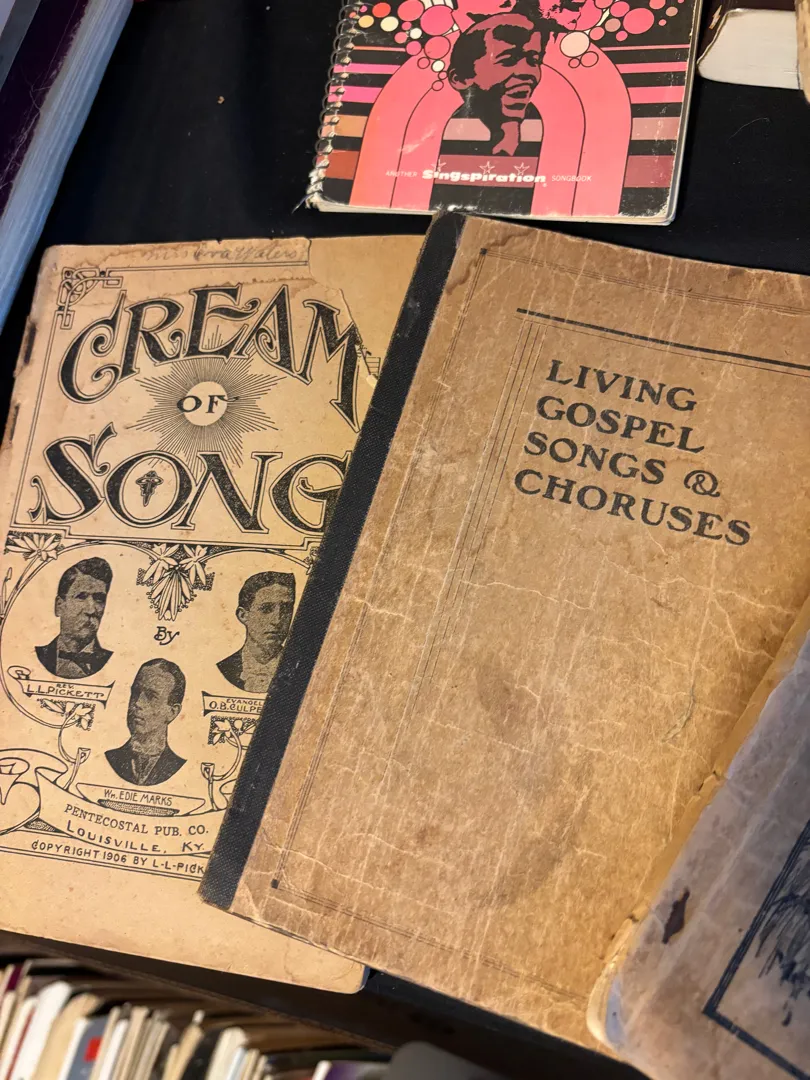 ANOTHER Singspiration SONGBOOK
CREAM
OF
SONG
By
REV.
L.L.PICKETT
EVANGEL
O.B.CULPE
Wm. EDIE MARKS
PENTECOSTAL PUB. CO.
LOUISVILLE, KY.
COPYRIGHT 1906 BY L-L-PICK
LIVING
GOSPEL
SONGS &
CHORUSES